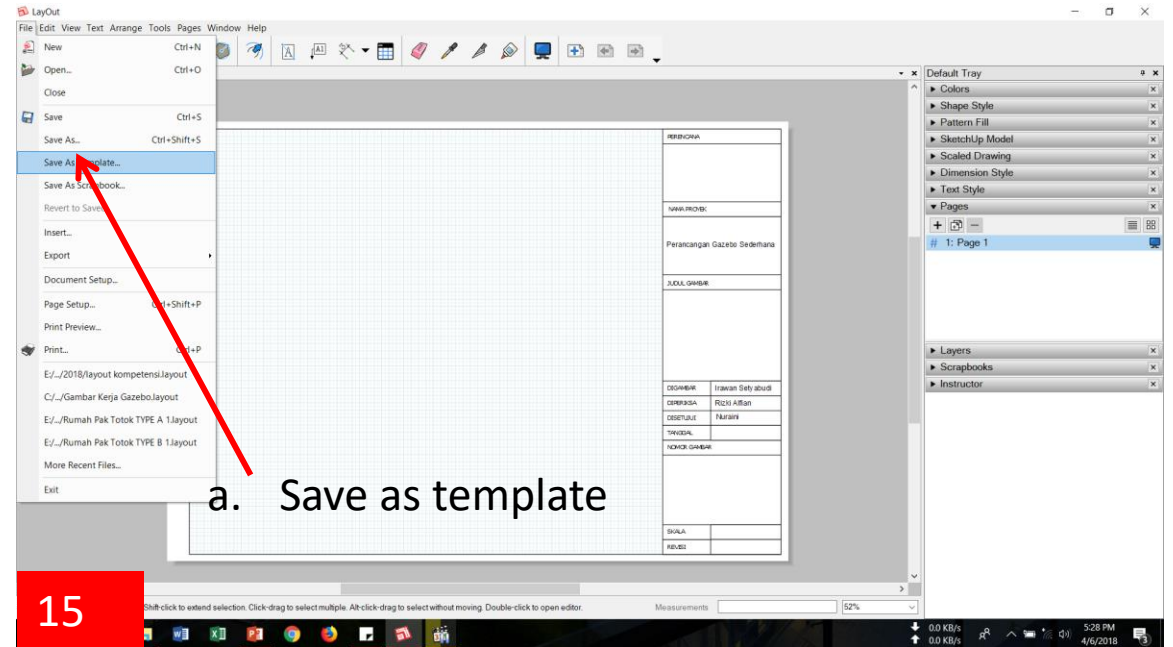 LayOut
File Edit View Text Arrange Tools Pages Window Help
New Ctrl+N
Open... Ctrl+O
Close
Save Ctrl+S
Save As... Ctrl+Shift+S
Save As Template...
Save As Scrapbook...
Revert to Saved
Insert...
Export
Document Setup...
Page Setup... Ctrl+Shift+P
Print Preview...
Print... Ctrl+P
E:/../2018/layout kompetensi.layout
C:/../Gambar Kerja Gazebo.layout
E:/../Rumah Pak Totok TYPE A 1.layout
E:/../Rumah Pak Totok TYPE B 1.layout
More Recent Files...
Exit
PERENCANA
NAMA PROYEK
Perancangan Gazebo Sederhana
JUDUL GAMBAR
DIGAMBAR Irawan Setyabudi
DIPERIKSA Rizki Alfian
DISETUJUI Nuraini
TANGGAL
NOMOR GAMBAR
SKALA
REVISI
a. Save as template
Default Tray
Colors
Shape Style
Pattern Fill
SketchUp Model
Scaled Drawing
Dimension Style
Text Style
Pages
# 1: Page 1
Layers
Scrapbooks
Instructor
15
Shift-click to extend selection. Click-drag to select multiple. Alt-click-drag to select without moving. Double-click to open editor.
Measurements
52%
0.0 KB/s
0.0 KB/s
5:28 PM
4/6/2018